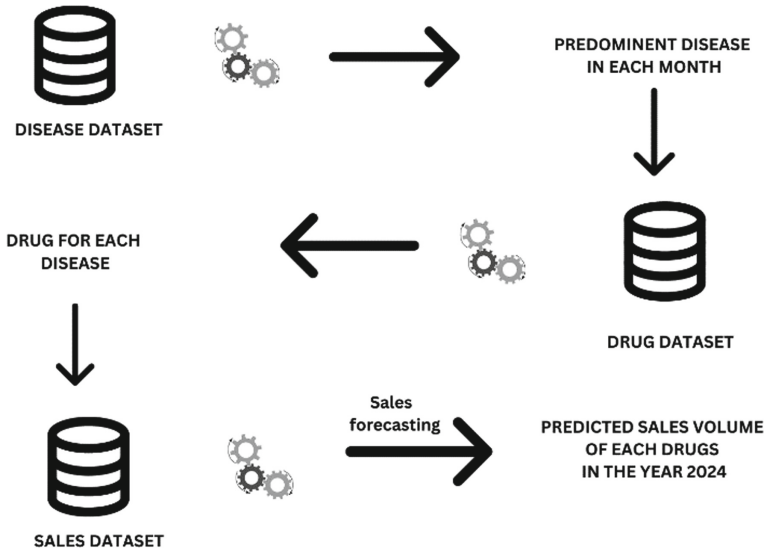 DISEASE DATASET
PREDOMINENT DISEASE
IN EACH MONTH
DRUG FOR EACH
DISEASE
DRUG DATASET
Sales
forecasting
SALES DATASET
PREDICTED SALES VOLUME
OF EACH DRUGS
IN THE YEAR 2024